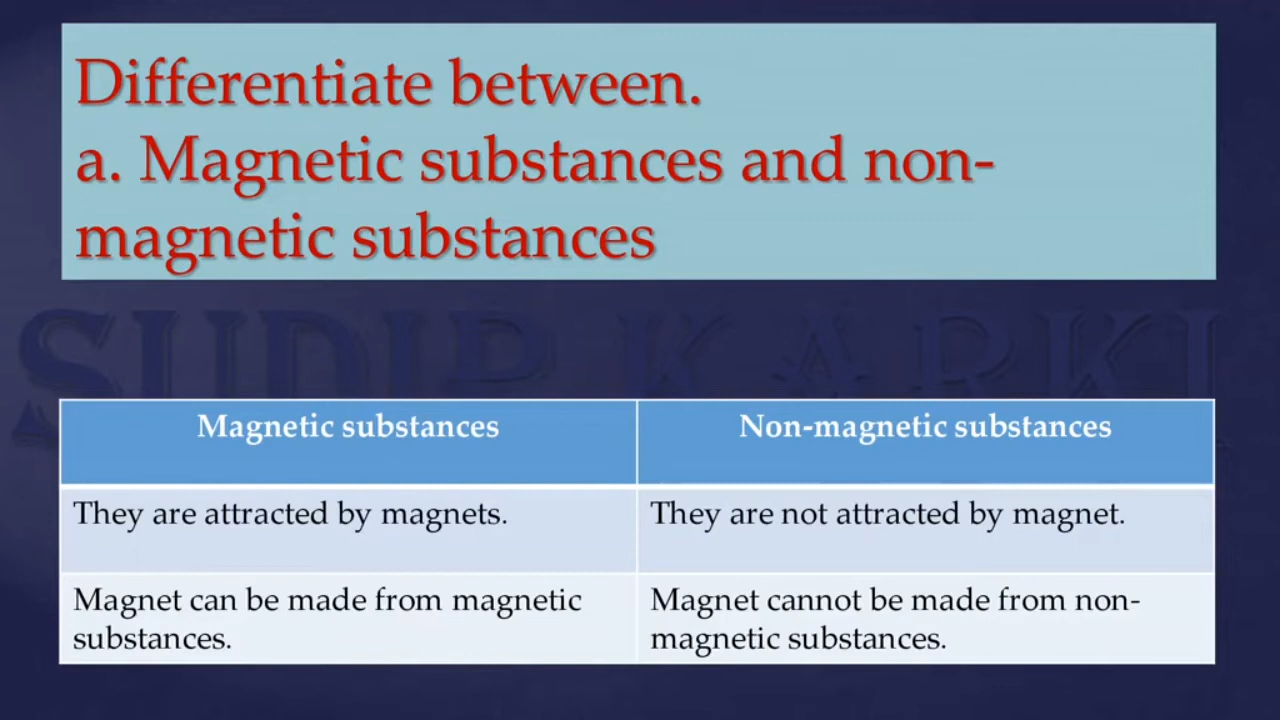 Differentiate between.
a. Magnetic substances and non-
magnetic substances
SUDIP KARKI
Magnetic substances
Non-magnetic substances
They are attracted by magnets.
They are not attracted by magnet.
Magnet can be made from magnetic
substances.
Magnet cannot be made from non-
magnetic substances.